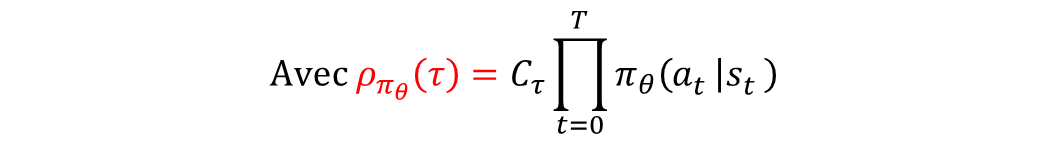 Avec ρ_{π_θ}(τ) = C_τ ∏_{t=0}^{T} π_θ(a_t |s_t )